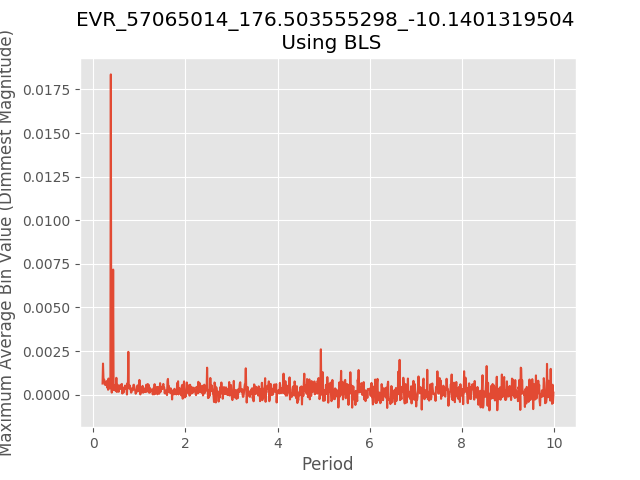 EVR_57065014_176.503555298_-10.1401319504
Using BLS
Maximum Average Bin Value (Dimmest Magnitude)
0.0175
0.0150
0.0125
0.0100
0.0075
0.0050
0.0025
0.0000
0 2 4 6 8 10
Period